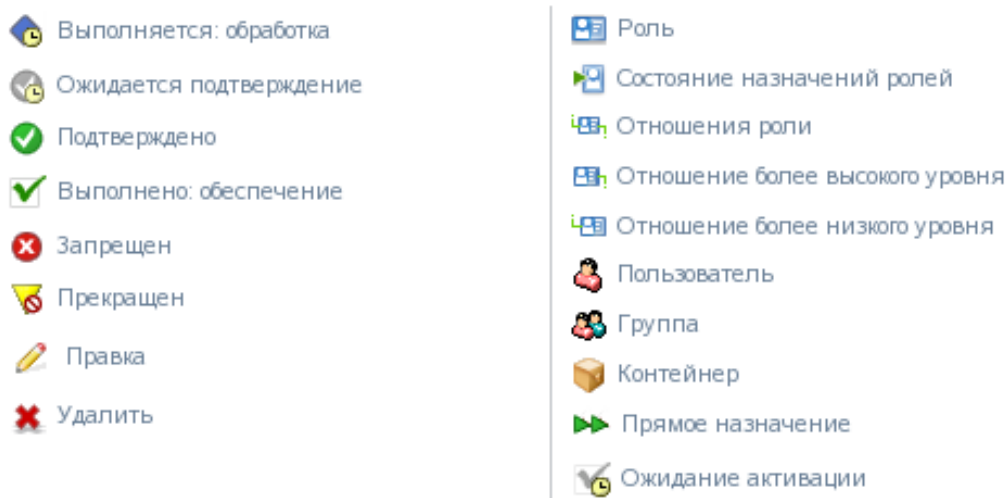 Выполняется: обработка
Ожидается подтверждение
Подтверждено
Выполнено: обеспечение
Запрещен
Прекращен
Правка
Удалить
Роль
Состояние назначений ролей
Отношения роли
Отношение более высокого уровня
Отношение более низкого уровня
Пользователь
Группа
Контейнер
Прямое назначение
Ожидание активации